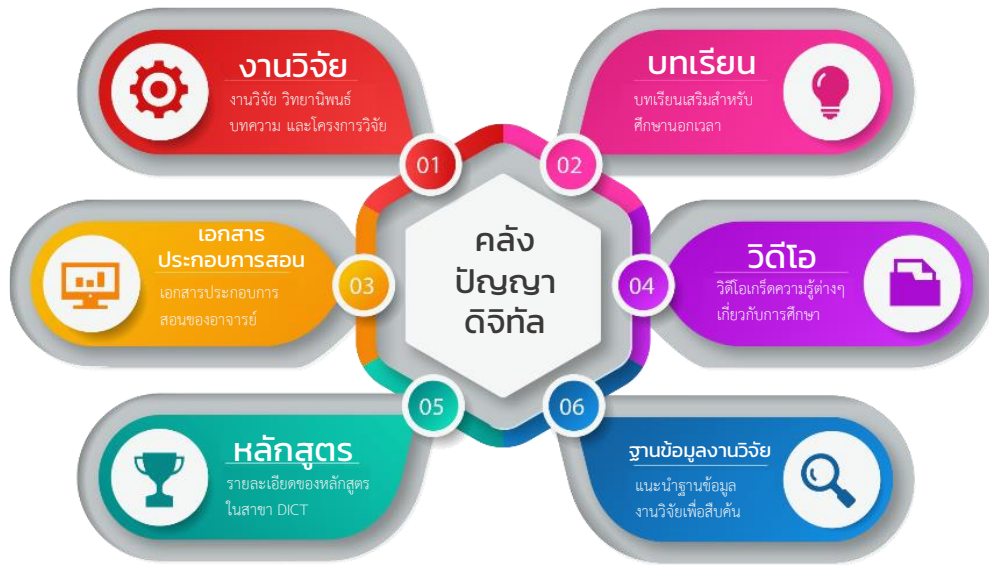 งานวิจัย
งานวิจัย วิทยานิพนธ์
บทความ และโครงการวิจัย
01
บทเรียน
บทเรียนเสริมสำหรับ
ศึกษานอกเวลา
02
เอกสาร
ประกอบการสอน
เอกสารประกอบการ
สอนของอาจารย์
03
คลัง
ปัญญา
ดิจิทัล
04
วิดีโอ
วิดีโอเกร็ดความรู้ต่างๆ
เกี่ยวกับการศึกษา
05
หลักสูตร
รายละเอียดของหลักสูตร
ในสาขา DICT
06
ฐานข้อมูลงานวิจัย
แนะนำฐานข้อมูล
งานวิจัยเพื่อสืบค้น